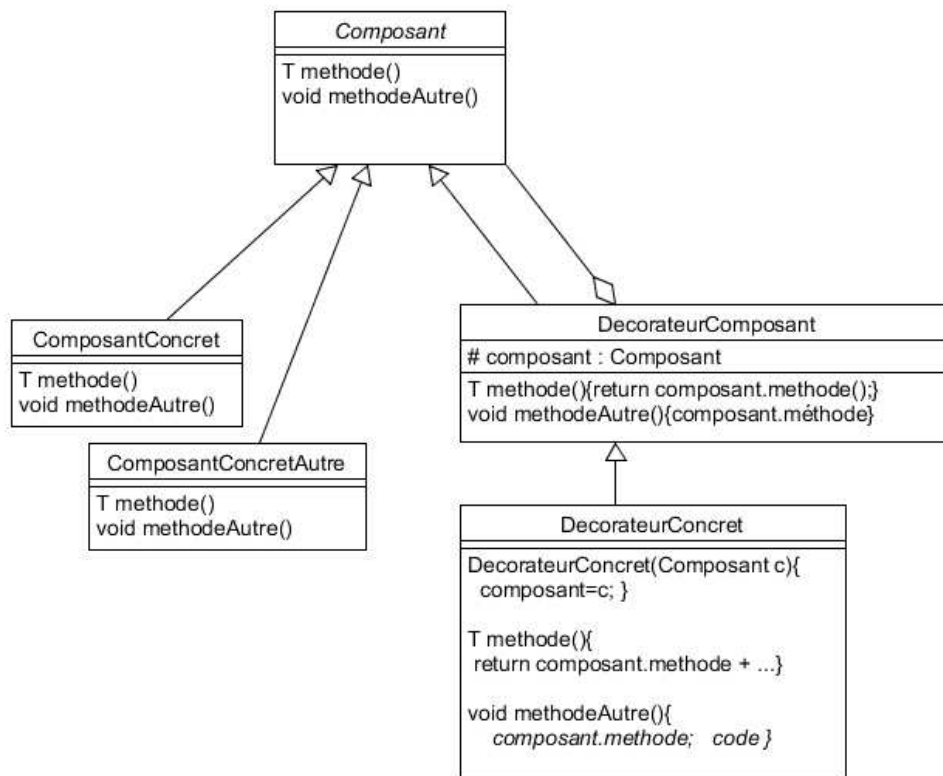 Composant
T methode()
void methodeAutre()
ComposantConcret
T methode()
void methodeAutre()
ComposantConcretAutre
T methode()
void methodeAutre()
DecorateurComposant
# composant : Composant
T methode(){return composant.methode();}
void methodeAutre(){composant.méthode}
DecorateurConcret
DecorateurConcret(Composant c){
composant=c; }
T methode(){
return composant.methode + ...}
void methodeAutre(){
composant.methode; code }